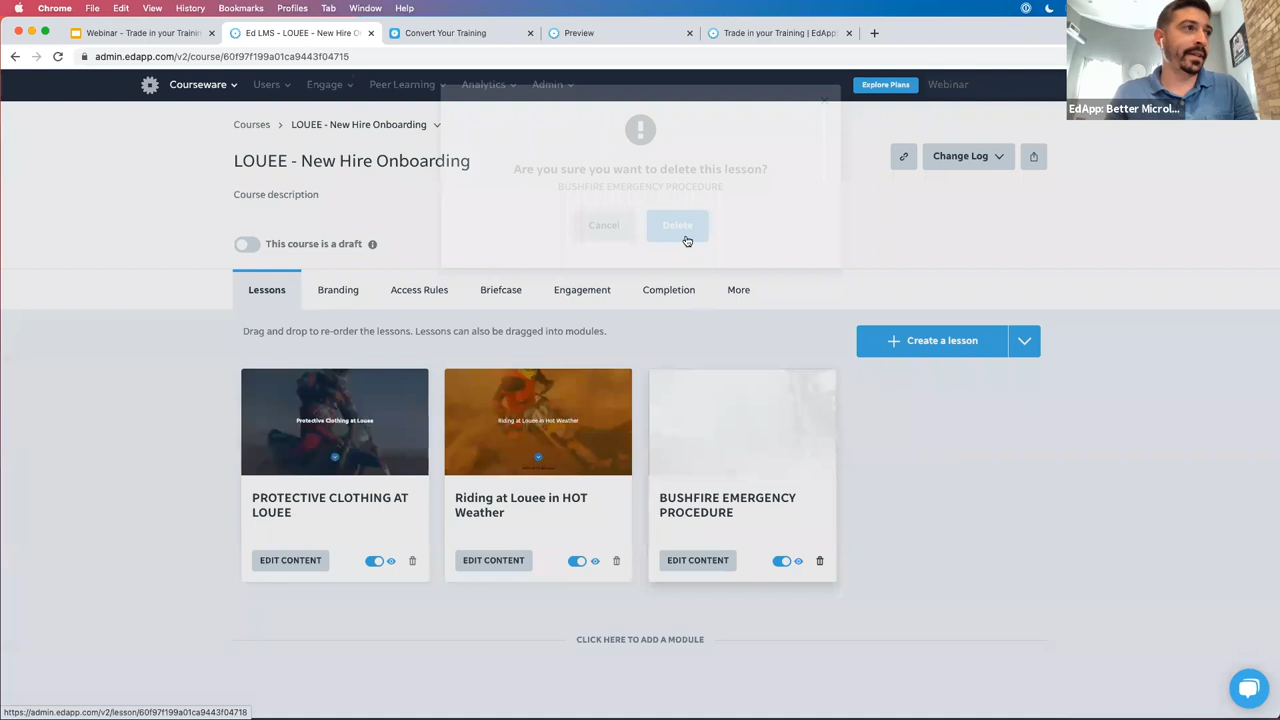 Chrome File Edit View History Bookmarks Profiles Tab Window Help
Webinar - Trade in your Trainin
Ed LMS - LOUEE - New Hire O
Convert Your Training
Preview
Trade in your Training | EdApp
admin.edapp.com/v2/course/60f97f199a01ca9443f04715
Courseware Users Engage Peer Learning Analytics Admin Explore Plans Webinar
EdApp: Better Microl...
Courses > LOUEE - New Hire Onboarding
LOUEE - New Hire Onboarding
Change Log
Course description
Are you sure you want to delete this lesson?
BUSHFIRE EMERGENCY PROCEDURE
Cancel Delete
This course is a draft
Lessons Branding Access Rules Briefcase Engagement Completion More
Drag and drop to re-order the lessons. Lessons can also be dragged into modules.
+ Create a lesson
Protective Clothing at Louee
Riding at Louee in Hot Weather
PROTECTIVE CLOTHING AT
LOUEE
Riding at Louee in HOT
Weather
BUSHFIRE EMERGENCY
PROCEDURE
EDIT CONTENT
EDIT CONTENT
EDIT CONTENT
CLICK HERE TO ADD A MODULE
https://admin.edapp.com/v2/lesson/60f97f199a01ca9443f04718